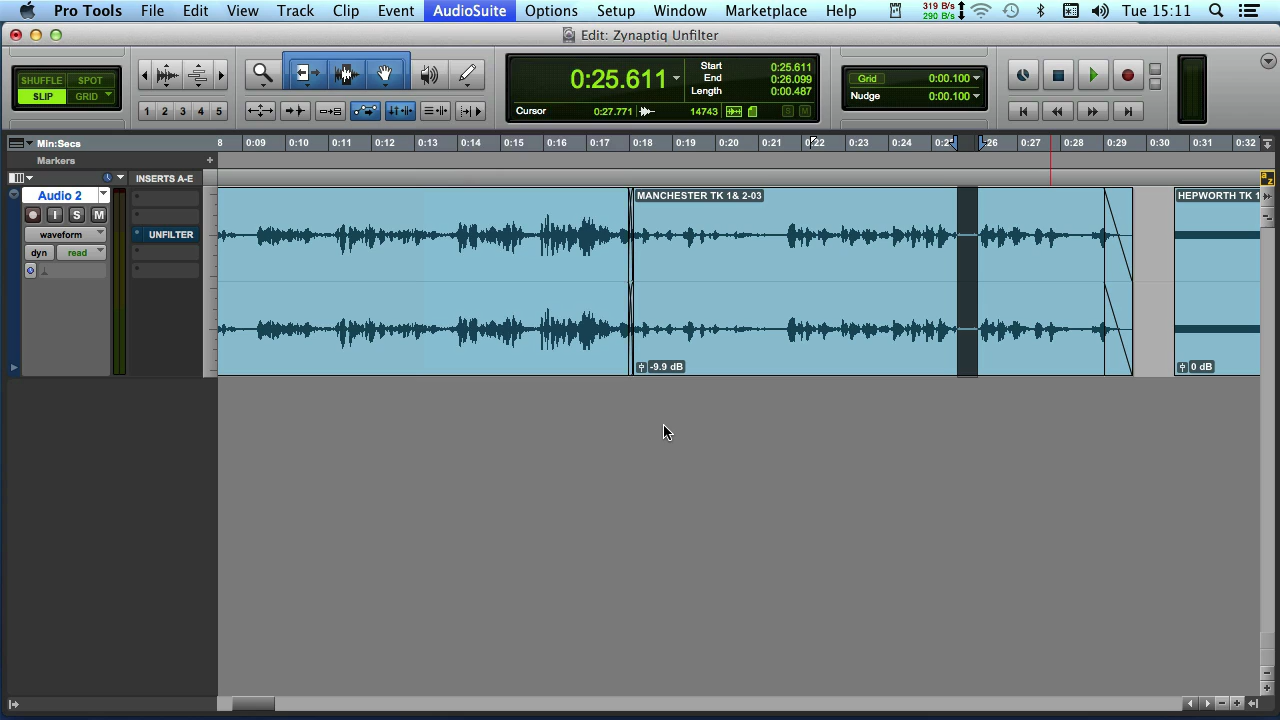 Pro Tools File Edit View Track Clip Event AudioSuite Options Setup Window Marketplace Help 319 B/s 290 B/s Tue 15:11
Edit: Zynaptiq Unfilter
SHUFFLE SPOT
SLIP GRID
1 2 3 4 5
0:25.611
Start 0:25.611
End 0:26.099
Length 0:00.487
Cursor 0:27.771 14743 S M
Grid 0:00.100
Nudge 0:00.100
Min:Secs 8 0:09 0:10 0:11 0:12 0:13 0:14 0:15 0:16 0:17 0:18 0:19 0:20 0:21 0:22 0:23 0:24 0:25 26 0:27 0:28 0:29 0:30 0:31 0:32
Markers
INSERTS A-E
a z
Audio 2
I S M
waveform
UNFILTER
dyn read
MANCHESTER TK 1& 2-03
HEPWORTH TK 1
-9.9 dB
0 dB